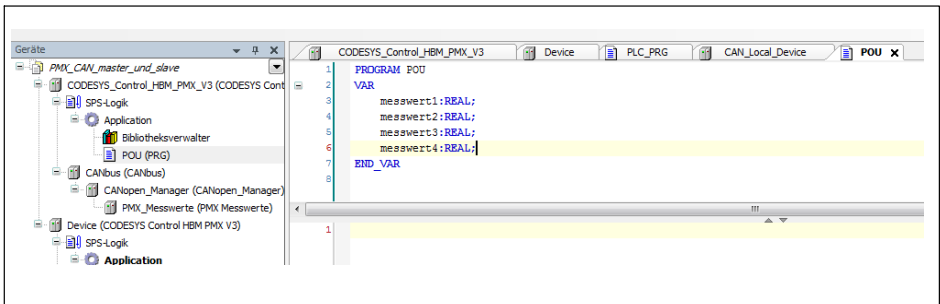 Geräte
PMX_CAN_master_und_slave
CODESYS_Control_HBM_PMX_V3 (CODESYS Cont
SPS-Logik
Application
Bibliotheksverwalter
POU (PRG)
CANbus (CANbus)
CANopen_Manager (CANopen_Manager)
PMX_Messwerte (PMX Messwerte)
Device (CODESYS Control HBM PMX V3)
SPS-Logik
Application
CODESYS_Control_HBM_PMX_V3 Device PLC_PRG CAN_Local_Device POU
1 PROGRAM POU
2 VAR
3 messwert1:REAL;
4 messwert2:REAL;
5 messwert3:REAL;
6 messwert4:REAL;
7 END_VAR
8
1